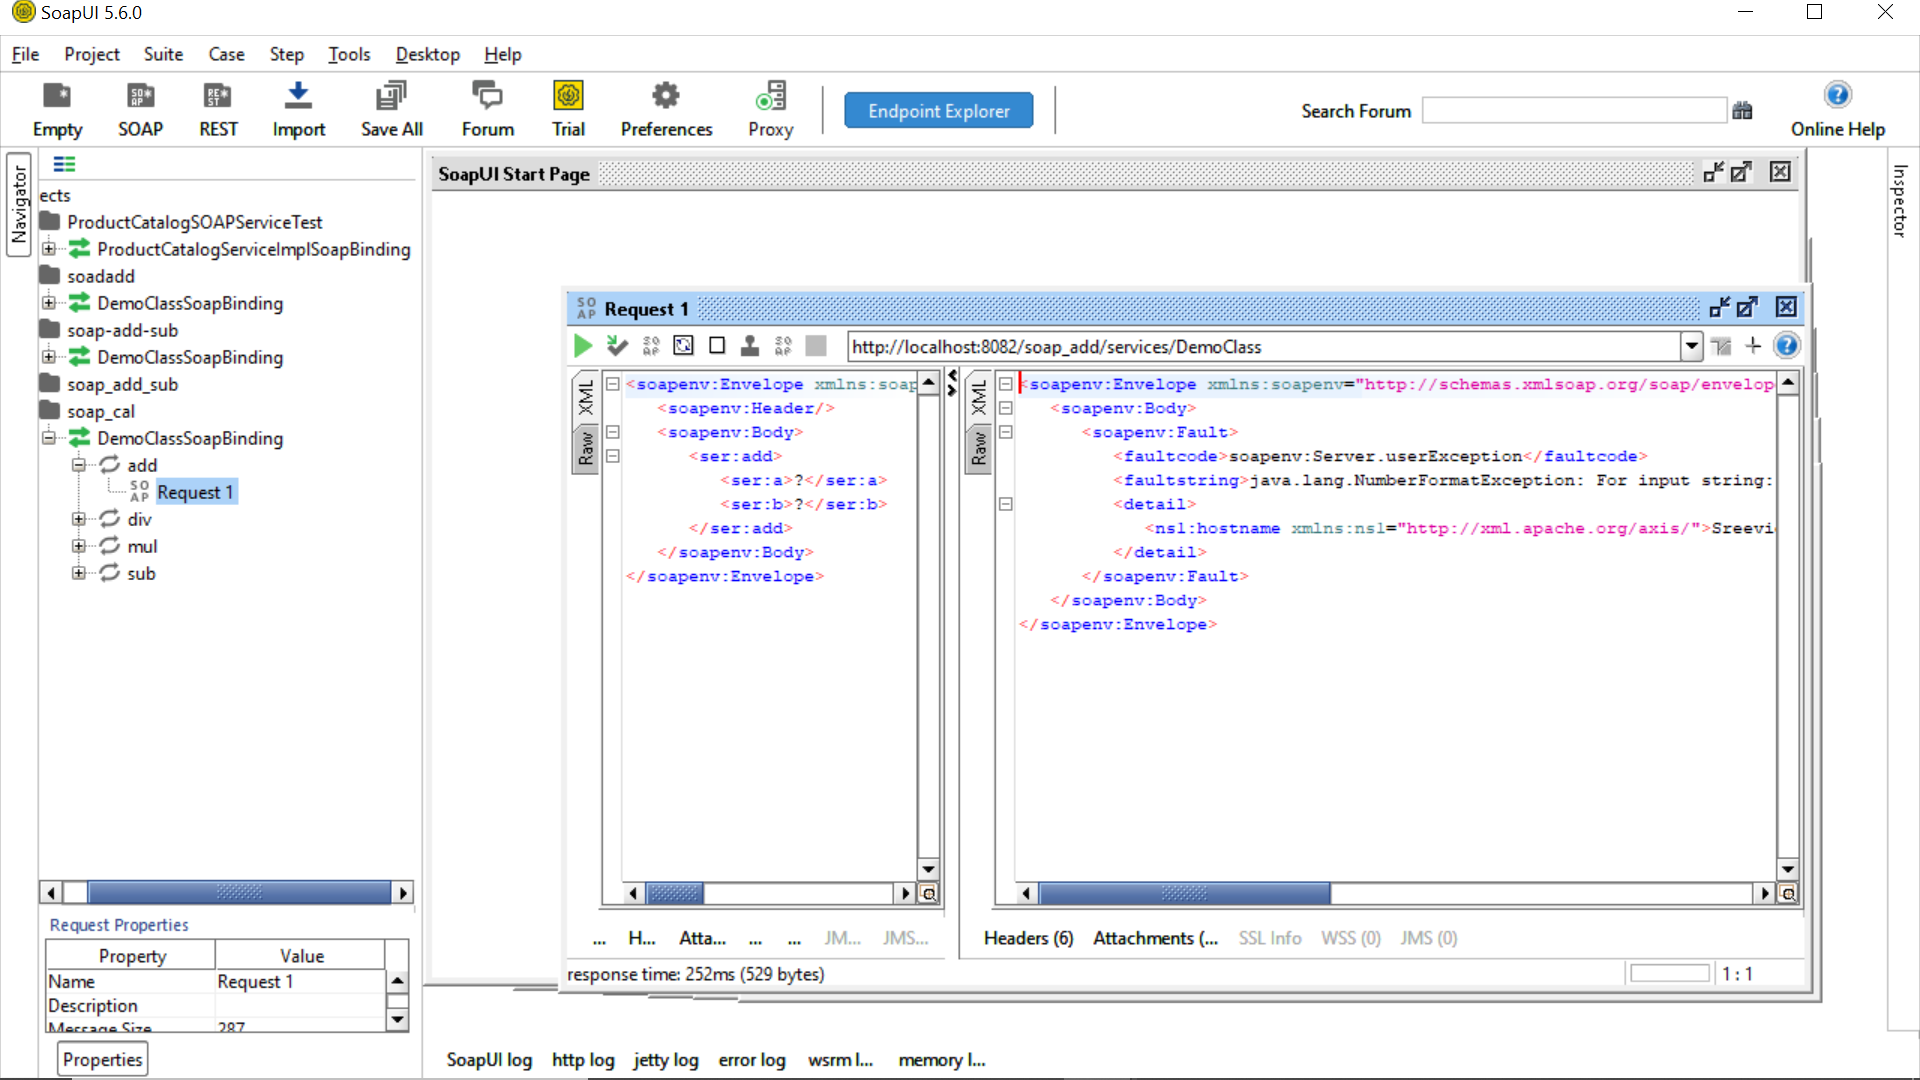 SoapUI 5.6.0
File Project Suite Case Step Tools Desktop Help
Empty SOAP REST Import Save All Forum Trial Preferences Proxy
Endpoint Explorer
Search Forum
Online Help
Navigator
ects
ProductCatalogSOAPServiceTest
ProductCatalogServiceImplSoapBinding
soadadd
DemoClassSoapBinding
soap-add-sub
DemoClassSoapBinding
soap_add_sub
soap_cal
DemoClassSoapBinding
add
Request 1
div
mul
sub
Request Properties
Property Value
Name Request 1
Description
Message Size 287
Properties
SoapUI Start Page
Request 1
http://localhost:8082/soap_add/services/DemoClass
XML
Raw
<soapenv:Envelope xmlns:soap
<soapenv:Header/>
<soapenv:Body>
<ser:add>
<ser:a>?</ser:a>
<ser:b>?</ser:b>
</ser:add>
</soapenv:Body>
</soapenv:Envelope>
... H... Atta... ... ... JM... JMS...
XML
Raw
<soapenv:Envelope xmlns:soapenv="http://schemas.xmlsoap.org/soap/envelop
<soapenv:Body>
<soapenv:Fault>
<faultcode>soapenv:Server.userException</faultcode>
<faultstring>java.lang.NumberFormatException: For input string:
<detail>
<ns1:hostname xmlns:ns1="http://xml.apache.org/axis/">Sreevi
</detail>
</soapenv:Fault>
</soapenv:Body>
</soapenv:Envelope>
Headers (6) Attachments (... SSL Info WSS (0) JMS (0)
response time: 252ms (529 bytes)
1 : 1
SoapUI log http log jetty log error log wsrm l... memory l...
Inspector